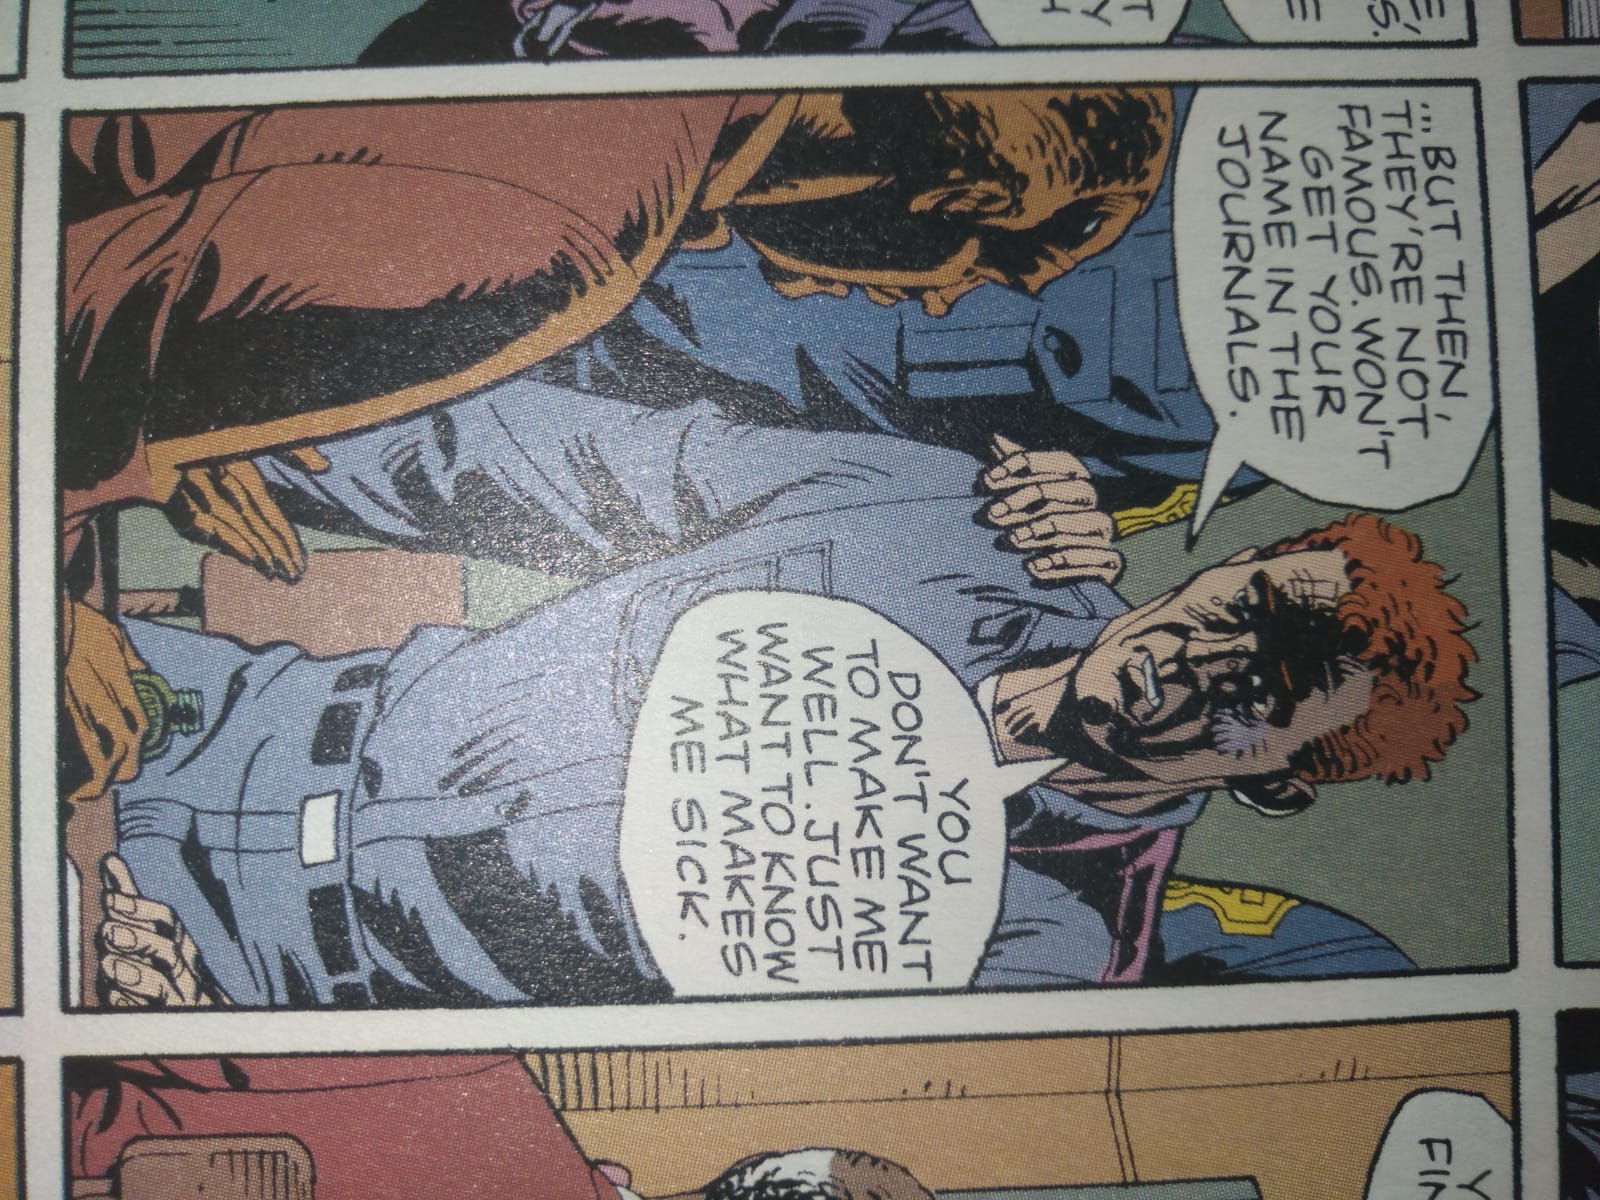 ...BUT THEN,
THEY'RE NOT
FAMOUS. WON'T
GET YOUR
NAME IN THE
JOURNALS.
YOU
DON'T WANT
TO MAKE ME
WELL. JUST
WANT TO KNOW
WHAT MAKES
ME SICK.